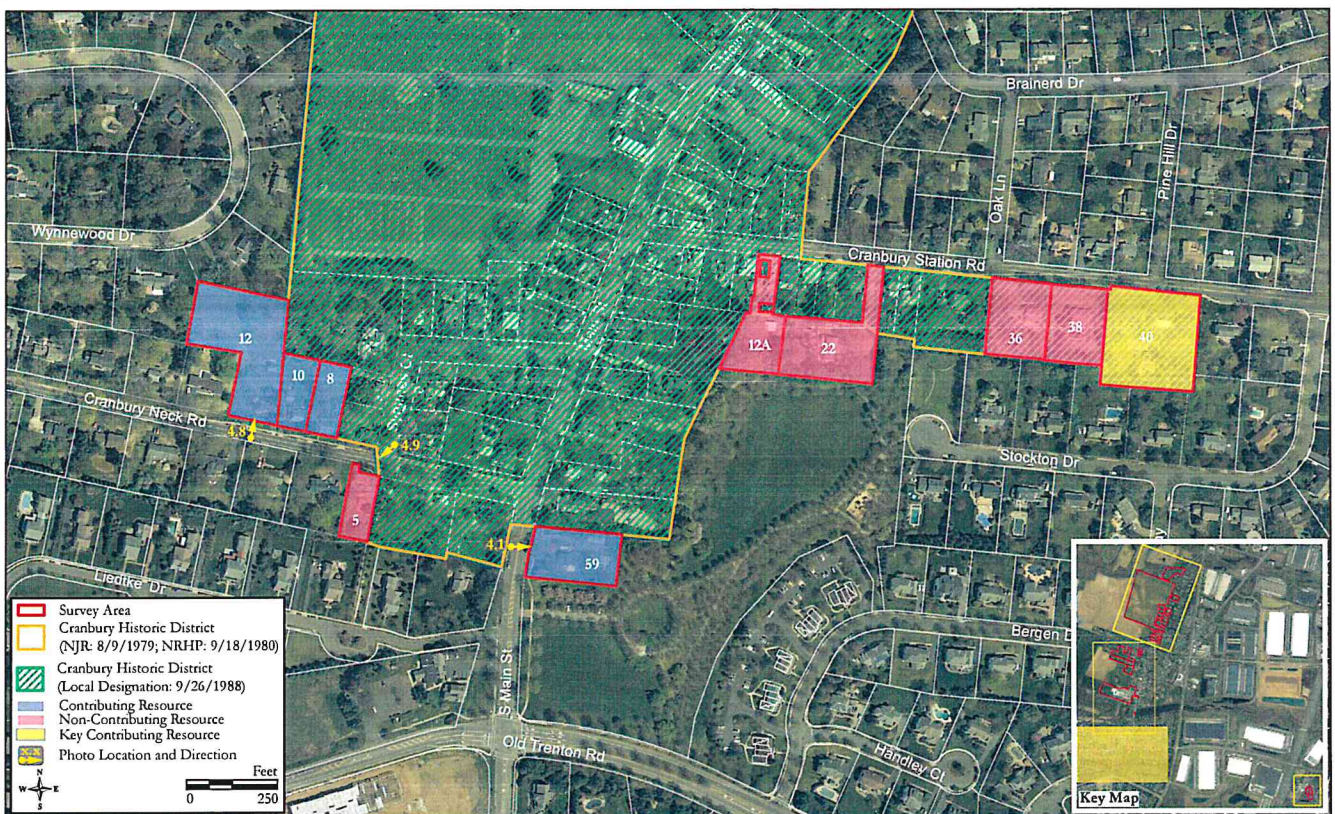 Brainerd Dr
Oak Ln
Pine Hill Dr
Wynnewood Dr
Cranbury Station Rd
12
10
8
12A
22
36
38
40
Cranbury Neck Rd
4.8
4.9
Stockton Dr
5
4.1
59
Liedtke Dr
Bergen D
S Main St
Old Trenton Rd
Handley Ct
Survey Area
Cranbury Historic District
(NJR: 8/9/1979; NRHP: 9/18/1980)
Cranbury Historic District
(Local Designation: 9/26/1988)
Contributing Resource
Non-Contributing Resource
Key Contributing Resource
Photo Location and Direction
N
W E
S
Feet
0 250
Key Map